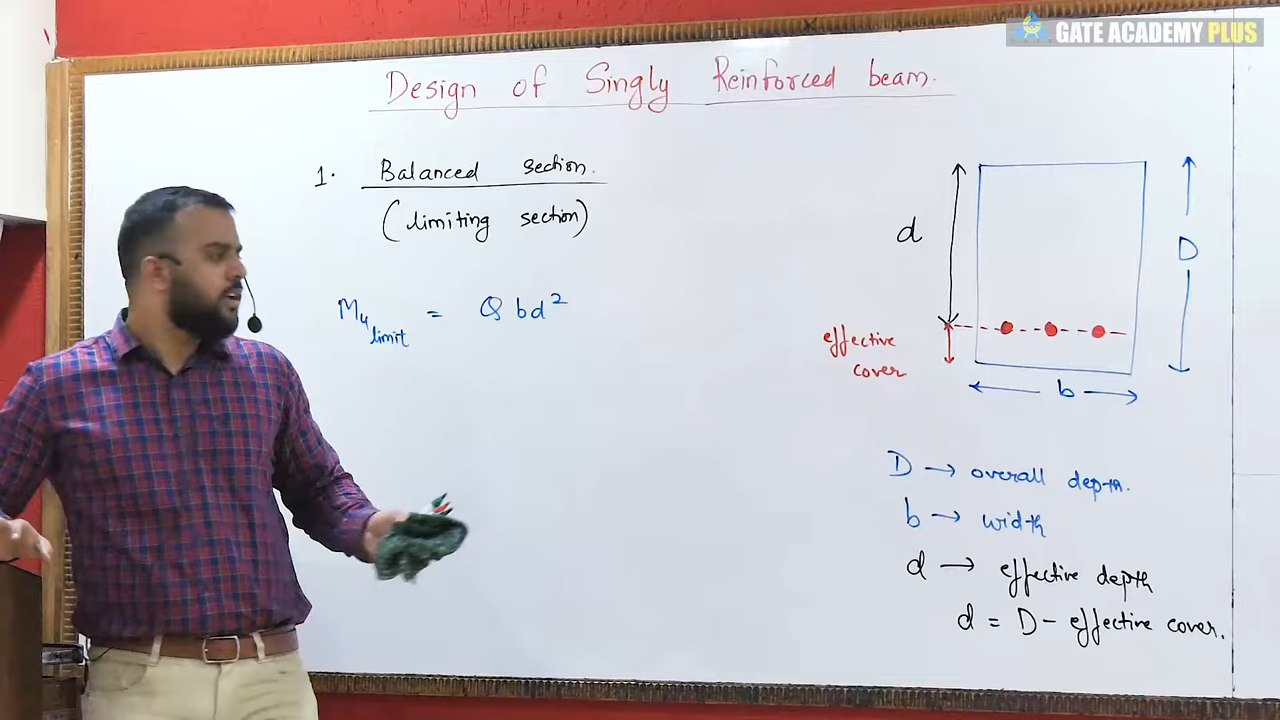 GATE ACADEMY PLUS
Design of Singly Reinforced beam.
1. Balanced section.
(limiting section)
Mu limit = Q bd²
d
D
effective
cover
b
D → overall depth.
b → width
d → effective depth
d = D - effective cover.